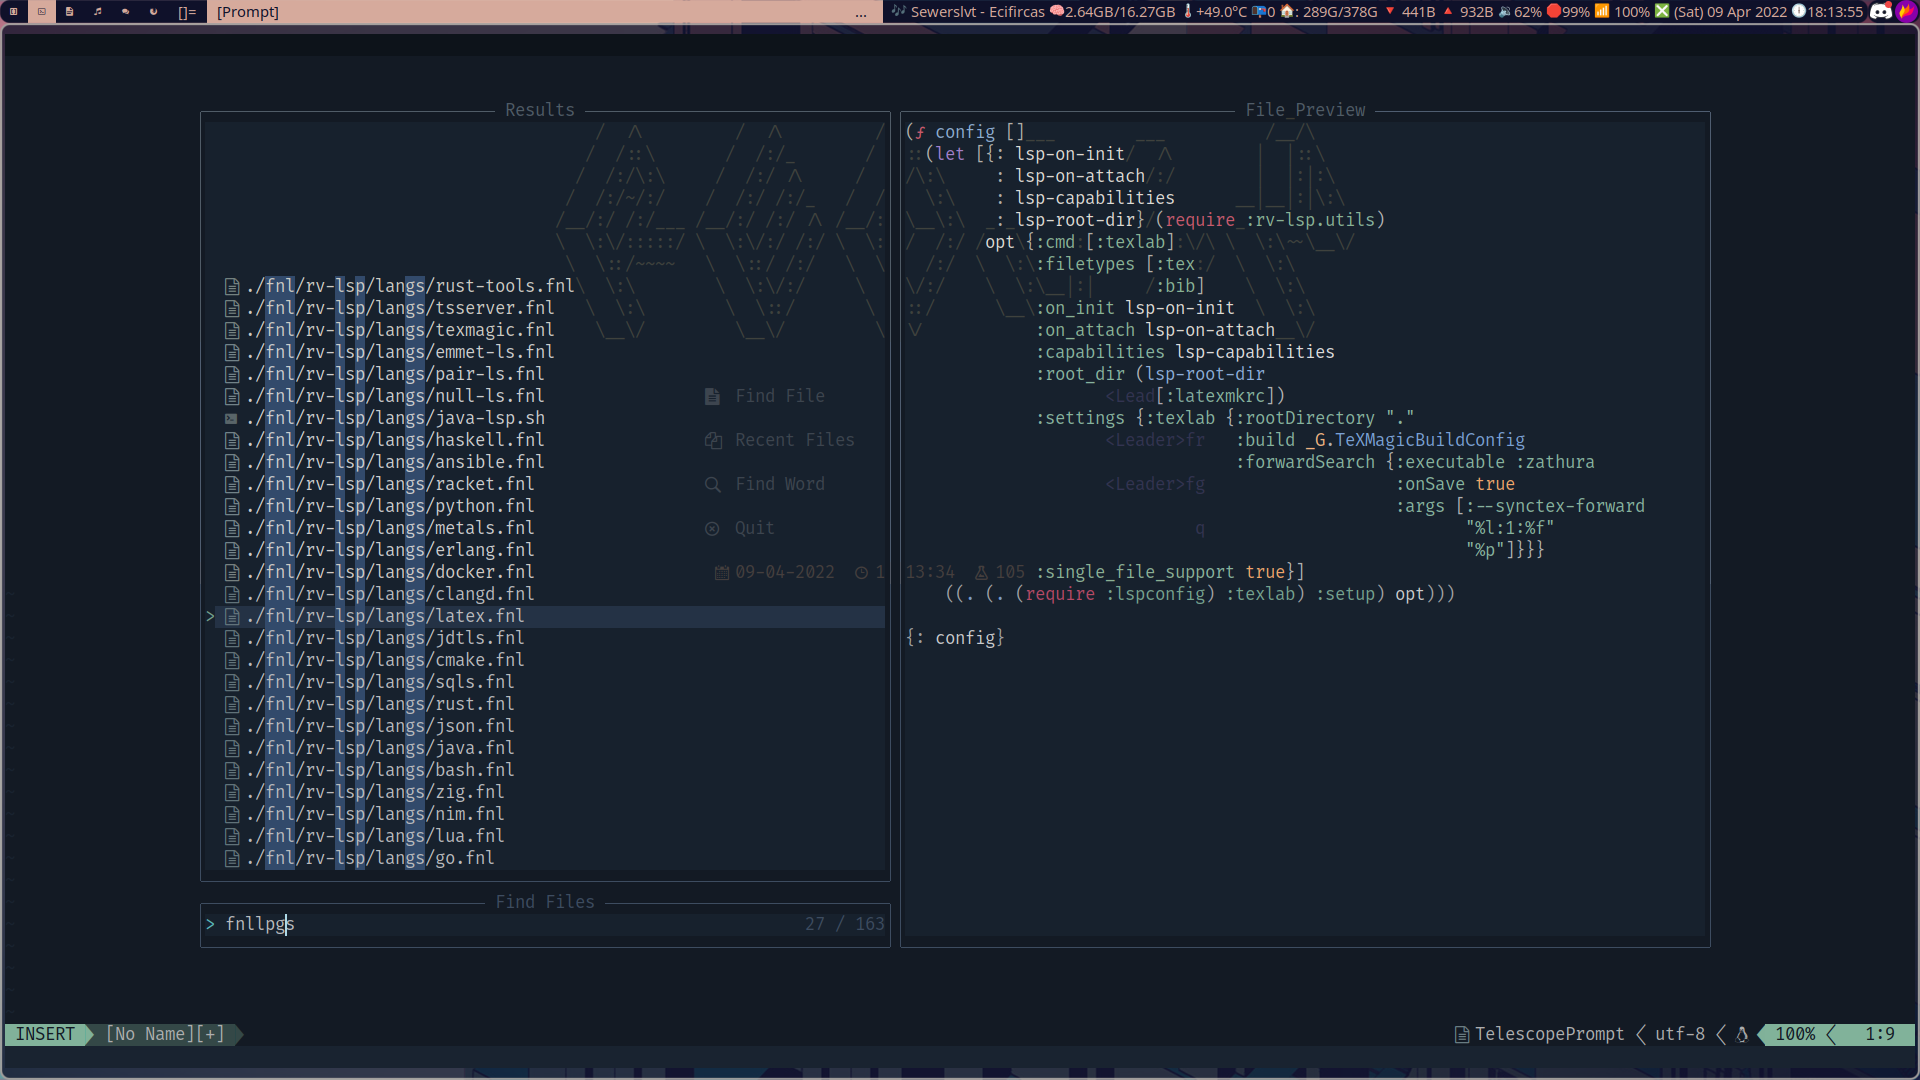 []= [Prompt] ... Sewerslvt - Ecifircas 2.64GB/16.27GB +49.0°C 0 : 289G/378G 441B 932B 62% 99% 100% (Sat) 09 Apr 2022 18:13:55
Results
./fnl/rv-lsp/langs/rust-tools.fnl
./fnl/rv-lsp/langs/tsserver.fnl
./fnl/rv-lsp/langs/texmagic.fnl
./fnl/rv-lsp/langs/emmet-ls.fnl
./fnl/rv-lsp/langs/pair-ls.fnl
./fnl/rv-lsp/langs/null-ls.fnl
./fnl/rv-lsp/langs/java-lsp.sh
./fnl/rv-lsp/langs/haskell.fnl
./fnl/rv-lsp/langs/ansible.fnl
./fnl/rv-lsp/langs/racket.fnl
./fnl/rv-lsp/langs/python.fnl
./fnl/rv-lsp/langs/metals.fnl
./fnl/rv-lsp/langs/erlang.fnl
./fnl/rv-lsp/langs/docker.fnl
./fnl/rv-lsp/langs/clangd.fnl
> ./fnl/rv-lsp/langs/latex.fnl
./fnl/rv-lsp/langs/jdtls.fnl
./fnl/rv-lsp/langs/cmake.fnl
./fnl/rv-lsp/langs/sqls.fnl
./fnl/rv-lsp/langs/rust.fnl
./fnl/rv-lsp/langs/json.fnl
./fnl/rv-lsp/langs/java.fnl
./fnl/rv-lsp/langs/bash.fnl
./fnl/rv-lsp/langs/zig.fnl
./fnl/rv-lsp/langs/nim.fnl
./fnl/rv-lsp/langs/lua.fnl
./fnl/rv-lsp/langs/go.fnl
Find File
Recent Files
Find Word
Quit
09-04-2022
Find Files
> fnllpgs 27 / 163
File_Preview
(ƒ config []
(let [{: lsp-on-init
: lsp-on-attach
: lsp-capabilities
: lsp-root-dir} (require :rv-lsp.utils)
opt {:cmd [:texlab]
:filetypes [:tex
:bib]
:on_init lsp-on-init
:on_attach lsp-on-attach
:capabilities lsp-capabilities
:root_dir (lsp-root-dir
<Lead[:latexmkrc])
:settings {:texlab {:rootDirectory "."
<Leader>fr :build _G.TeXMagicBuildConfig
:forwardSearch {:executable :zathura
<Leader>fg :onSave true
:args [:--synctex-forward
q "%l:1:%f"
"%p"]}}}
13:34 105 :single_file_support true}]
((. (. (require :lspconfig) :texlab) :setup) opt)))
{: config}
INSERT [No Name][+] TelescopePrompt utf-8 100% 1:9